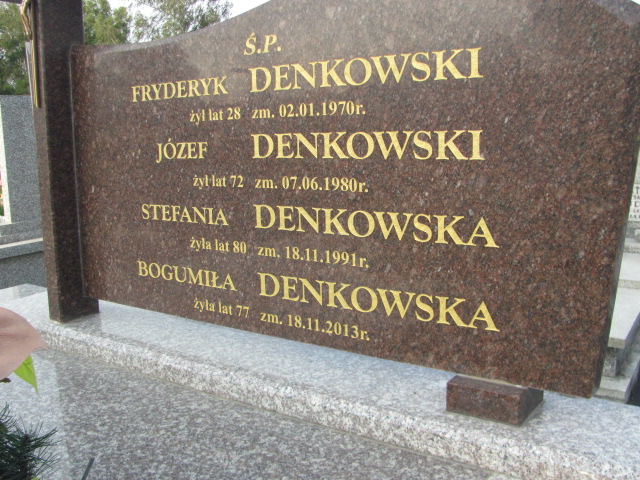 Ś.P.
FRYDERYK DENKOWSKI
żył lat 28 zm. 02.01.1970r.
JÓZEF DENKOWSKI
żył lat 72 zm. 07.06.1980r.
STEFANIA DENKOWSKA
żyła lat 80 zm. 18.11.1991r.
BOGUMIŁA DENKOWSKA
żyła lat 77 zm. 18.11.2013r.